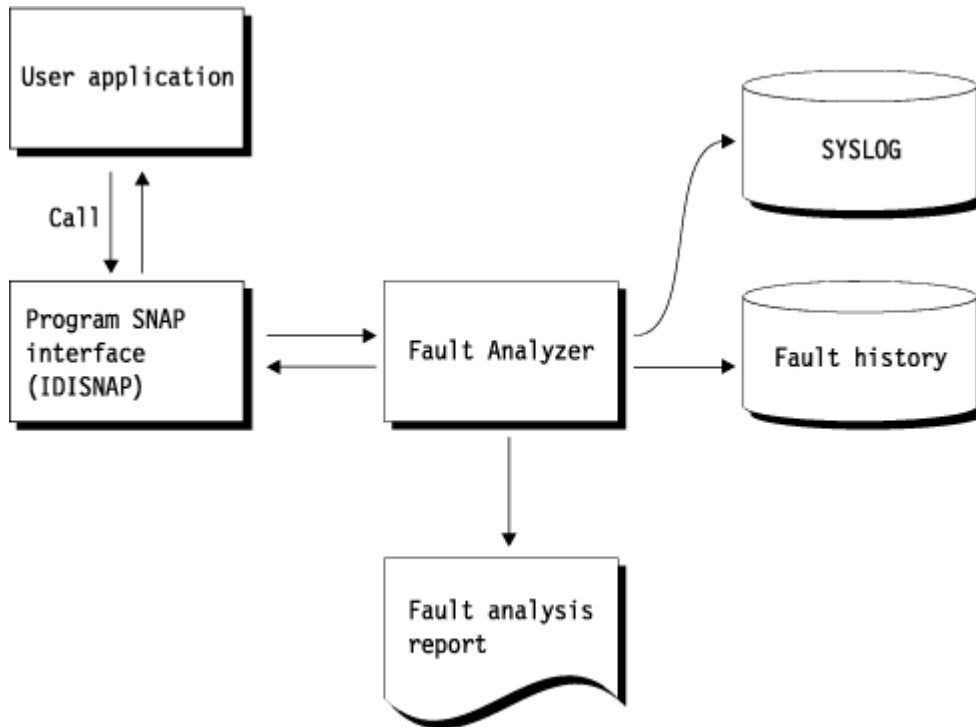 User application
SYSLOG
Call
Program SNAP
interface
(IDISNAP)
Fault Analyzer
Fault history
Fault analysis
report